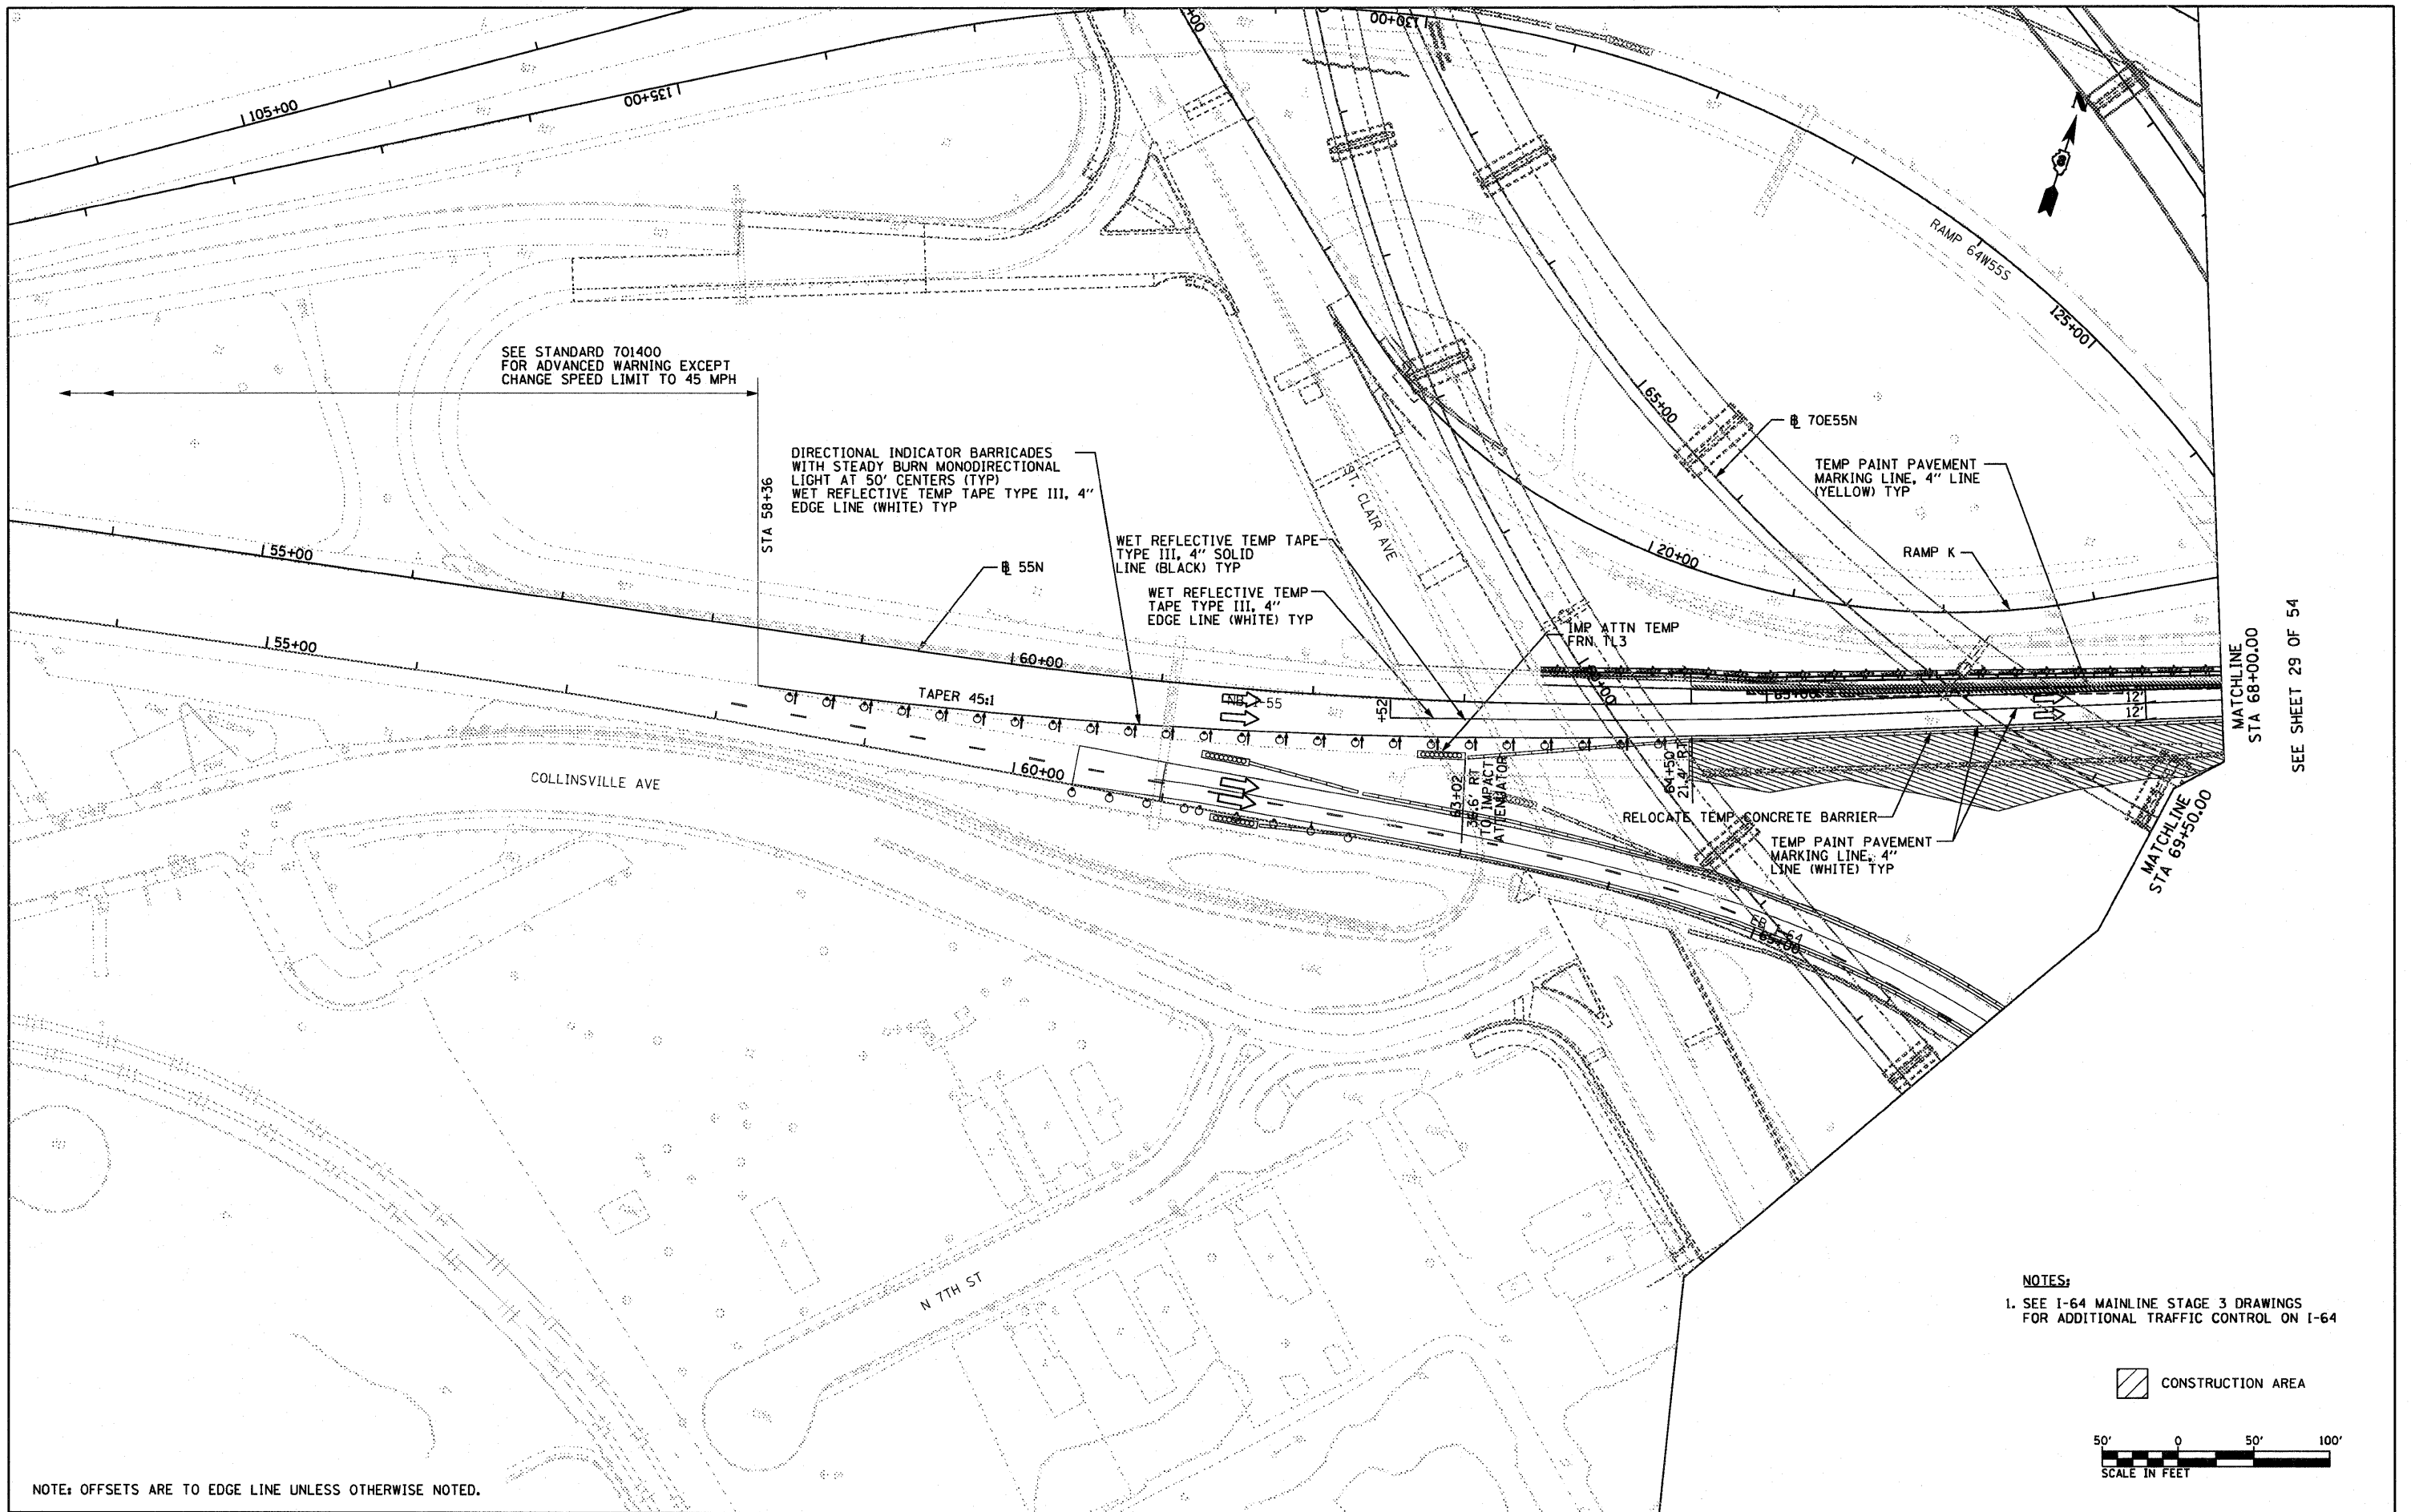 130+00
105+00
135+00
N
RAMP 64W55S
125+00
SEE STANDARD 701400
FOR ADVANCED WARNING EXCEPT
CHANGE SPEED LIMIT TO 45 MPH
65+00
℄ 70E55N
DIRECTIONAL INDICATOR BARRICADES
WITH STEADY BURN MONODIRECTIONAL
LIGHT AT 50' CENTERS (TYP)
WET REFLECTIVE TEMP TAPE TYPE III, 4"
EDGE LINE (WHITE) TYP
STA 58+36
TEMP PAINT PAVEMENT
MARKING LINE, 4" LINE
(YELLOW) TYP
ST. CLAIR AVE
WET REFLECTIVE TEMP TAPE
TYPE III, 4" SOLID
LINE (BLACK) TYP
120+00
RAMP K
55+00
℄ 55N
WET REFLECTIVE TEMP
TAPE TYPE III, 4"
EDGE LINE (WHITE) TYP
IMP ATTN TEMP
FRN TL3
55+00
60+00
TAPER 45:1
NB I-55
+52
65+00
12'
12'
MATCHLINE
STA 68+00.00
SEE SHEET 29 OF 54
COLLINSVILLE AVE
60+00
63+02
TO IMPACT
ATTENUATOR
64+50
21.4' RT
RELOCATE TEMP CONCRETE BARRIER
TEMP PAINT PAVEMENT
MARKING LINE, 4"
LINE (WHITE) TYP
MATCHLINE
STA 69+50.00
EB I-64
65+00
N 7TH ST
NOTES:
1. SEE I-64 MAINLINE STAGE 3 DRAWINGS
FOR ADDITIONAL TRAFFIC CONTROL ON I-64
CONSTRUCTION AREA
50' 0 50' 100'
SCALE IN FEET
NOTE: OFFSETS ARE TO EDGE LINE UNLESS OTHERWISE NOTED.